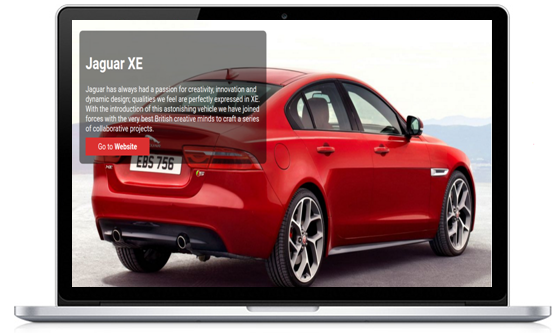 Jaguar XE
Jaguar has always had a passion for creativity, innovation and
dynamic design; qualities we feel are perfectly expressed in XE.
With the introduction of this astonishing vehicle we have joined
forces with the very best British creative minds to craft a series
of collaborative projects.
Go to Website
EBS 756
S